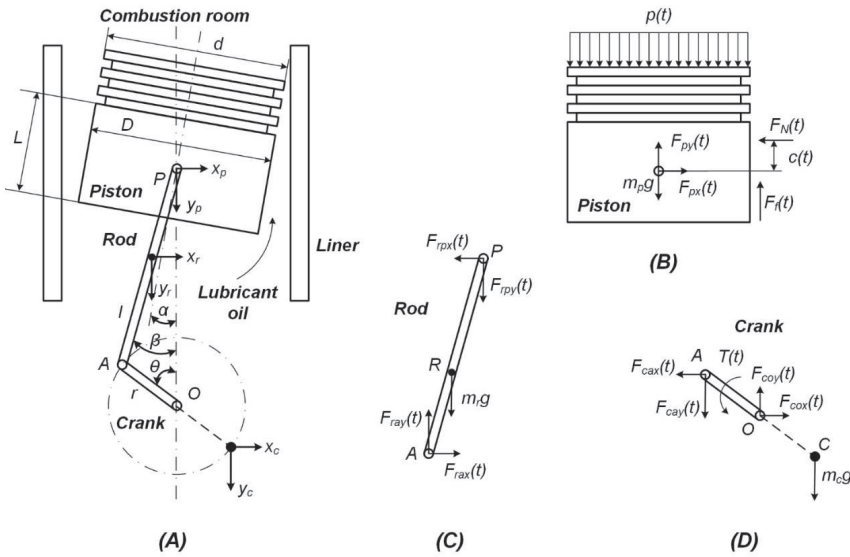 Combustion room
d
L
D
P
x_p
Piston
y_p
Rod
x_r
Liner
y_r
Lubricant
oil
l
α
β
θ
A
r
O
Crank
x_c
y_c
(A)
p(t)
F_N(t)
F_py(t)
c(t)
m_pg
F_px(t)
F_f(t)
Piston
(B)
F_rpx(t)
P
F_rpy(t)
Rod
R
m_rg
F_ray(t)
A
F_rax(t)
(C)
Crank
A
T(t)
F_cax(t)
F_coy(t)
F_cay(t)
F_cox(t)
O
C
m_cg
(D)